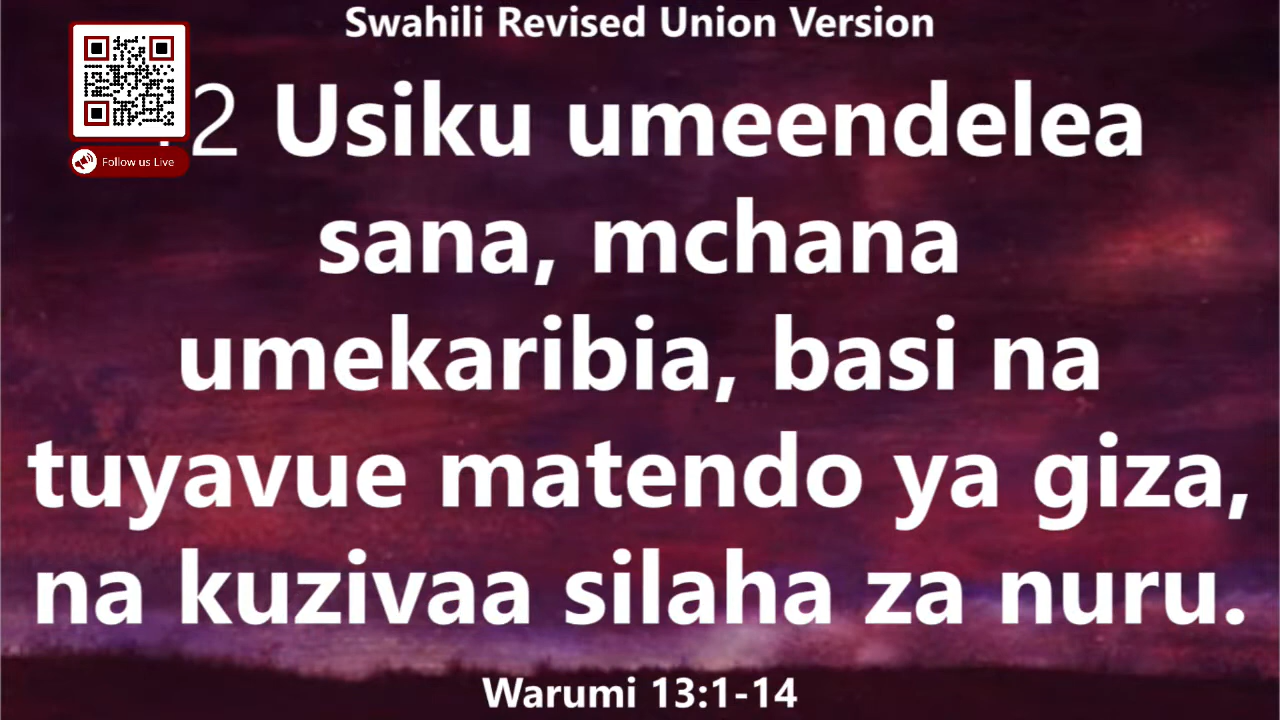 Swahili Revised Union Version
2 Usiku umeendelea
sana, mchana
umekaribia, basi na
tuyavue matendo ya giza,
na kuzivaa silaha za nuru.
Warumi 13:1-14
Follow us Live